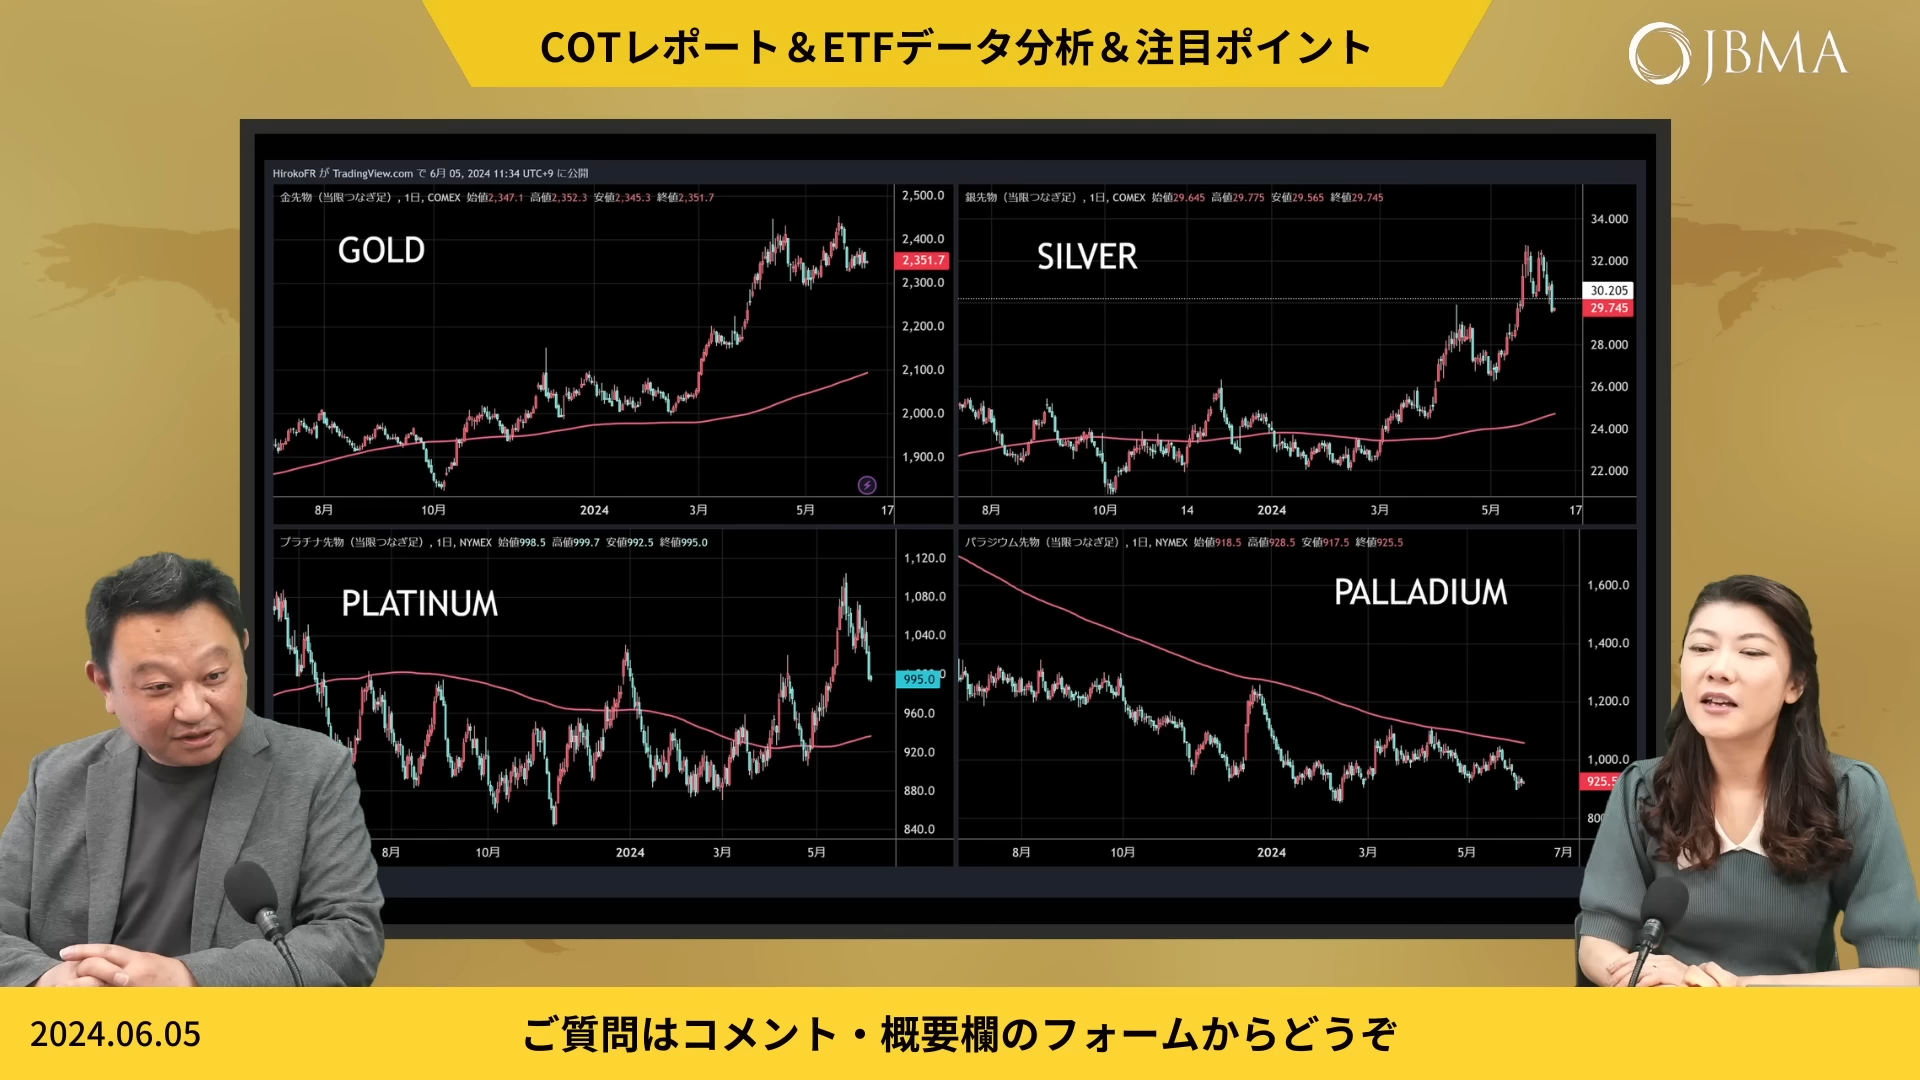 COTレポート＆ETFデータ分析＆注目ポイント
JBMA
HirokoFR が TradingView.com で 6月 05, 2024 11:34 UTC+9 に公開
金先物（当限つなぎ足）, 1日, COMEX 始値2,347.1 高値2,352.3 安値2,345.3 終値2,351.7
GOLD
2,500.0
2,400.0
2,351.7
2,300.0
2,200.0
2,100.0
2,000.0
1,900.0
8月 10月 2024 3月 5月 17
銀先物（当限つなぎ足）, 1日, COMEX 始値29.645 高値29.775 安値29.565 終値29.745
SILVER
34.000
32.000
30.205
29.745
28.000
26.000
24.000
22.000
8月 10月 14 2024 3月 5月 17
プラチナ先物（当限つなぎ足）, 1日, NYMEX 始値998.5 高値999.7 安値992.5 終値995.0
PLATINUM
1,120.0
1,080.0
1,040.0
995.0
960.0
920.0
880.0
840.0
8月 10月 2024 3月 5月
パラジウム先物（当限つなぎ足）, 1日, NYMEX 始値918.5 高値928.5 安値917.5 終値925.5
PALLADIUM
1,600.0
1,400.0
1,200.0
1,000.0
925.5
80
8月 10月 2024 3月 5月 7月
2024.06.05
ご質問はコメント・概要欄のフォームからどうぞ